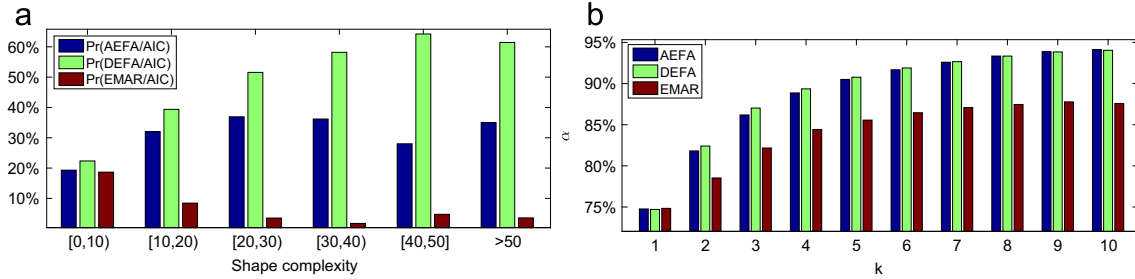 a
60%
50%
40%
30%
20%
10%
Pr(AEFA/AIC)
Pr(DEFA/AIC)
Pr(EMAR/AIC)
[0,10)
[10,20)
[20,30)
[30,40)
[40,50]
>50
Shape complexity
b
95%
90%
85%
80%
75%
α
AEFA
DEFA
EMAR
1 2 3 4 5 6 7 8 9 10
k